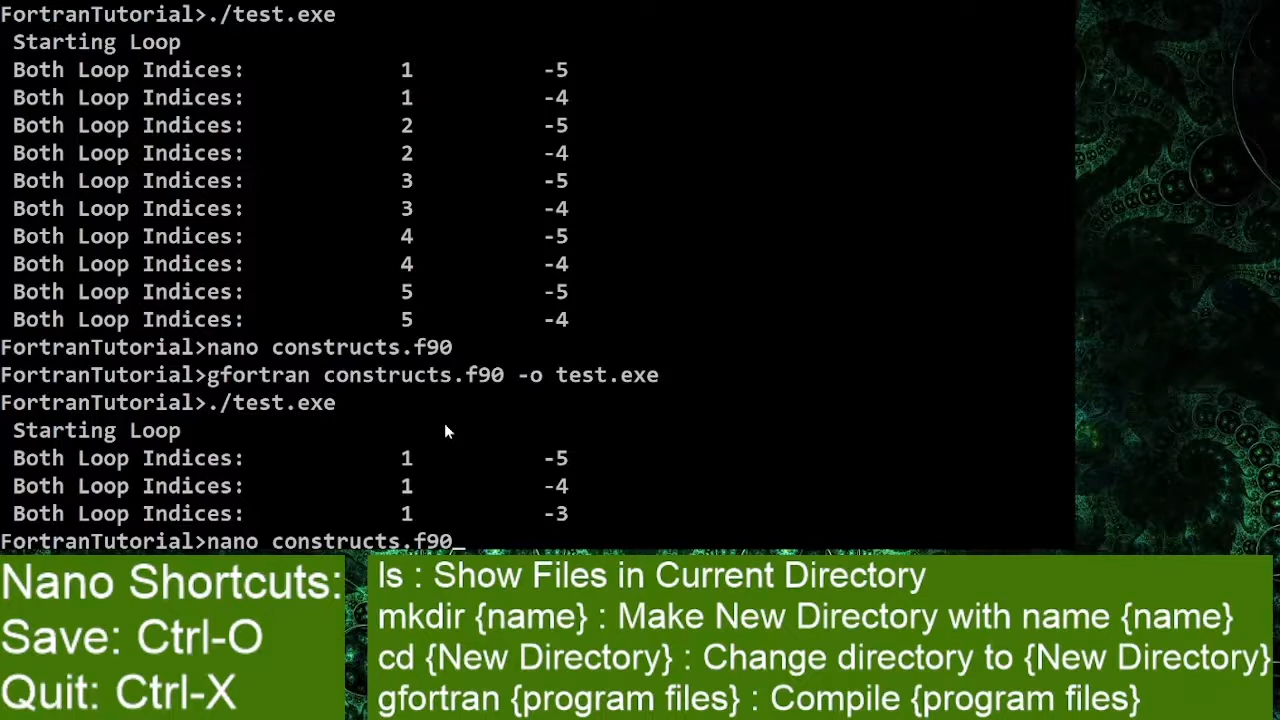 FortranTutorial>./test.exe
Starting Loop
Both Loop Indices: 1 -5
Both Loop Indices: 1 -4
Both Loop Indices: 2 -5
Both Loop Indices: 2 -4
Both Loop Indices: 3 -5
Both Loop Indices: 3 -4
Both Loop Indices: 4 -5
Both Loop Indices: 4 -4
Both Loop Indices: 5 -5
Both Loop Indices: 5 -4
FortranTutorial>nano constructs.f90
FortranTutorial>gfortran constructs.f90 -o test.exe
FortranTutorial>./test.exe
Starting Loop
Both Loop Indices: 1 -5
Both Loop Indices: 1 -4
Both Loop Indices: 1 -3
FortranTutorial>nano constructs.f90_
Nano Shortcuts:
Save: Ctrl-O
Quit: Ctrl-X
ls : Show Files in Current Directory
mkdir {name} : Make New Directory with name {name}
cd {New Directory} : Change directory to {New Directory}
gfortran {program files} : Compile {program files}